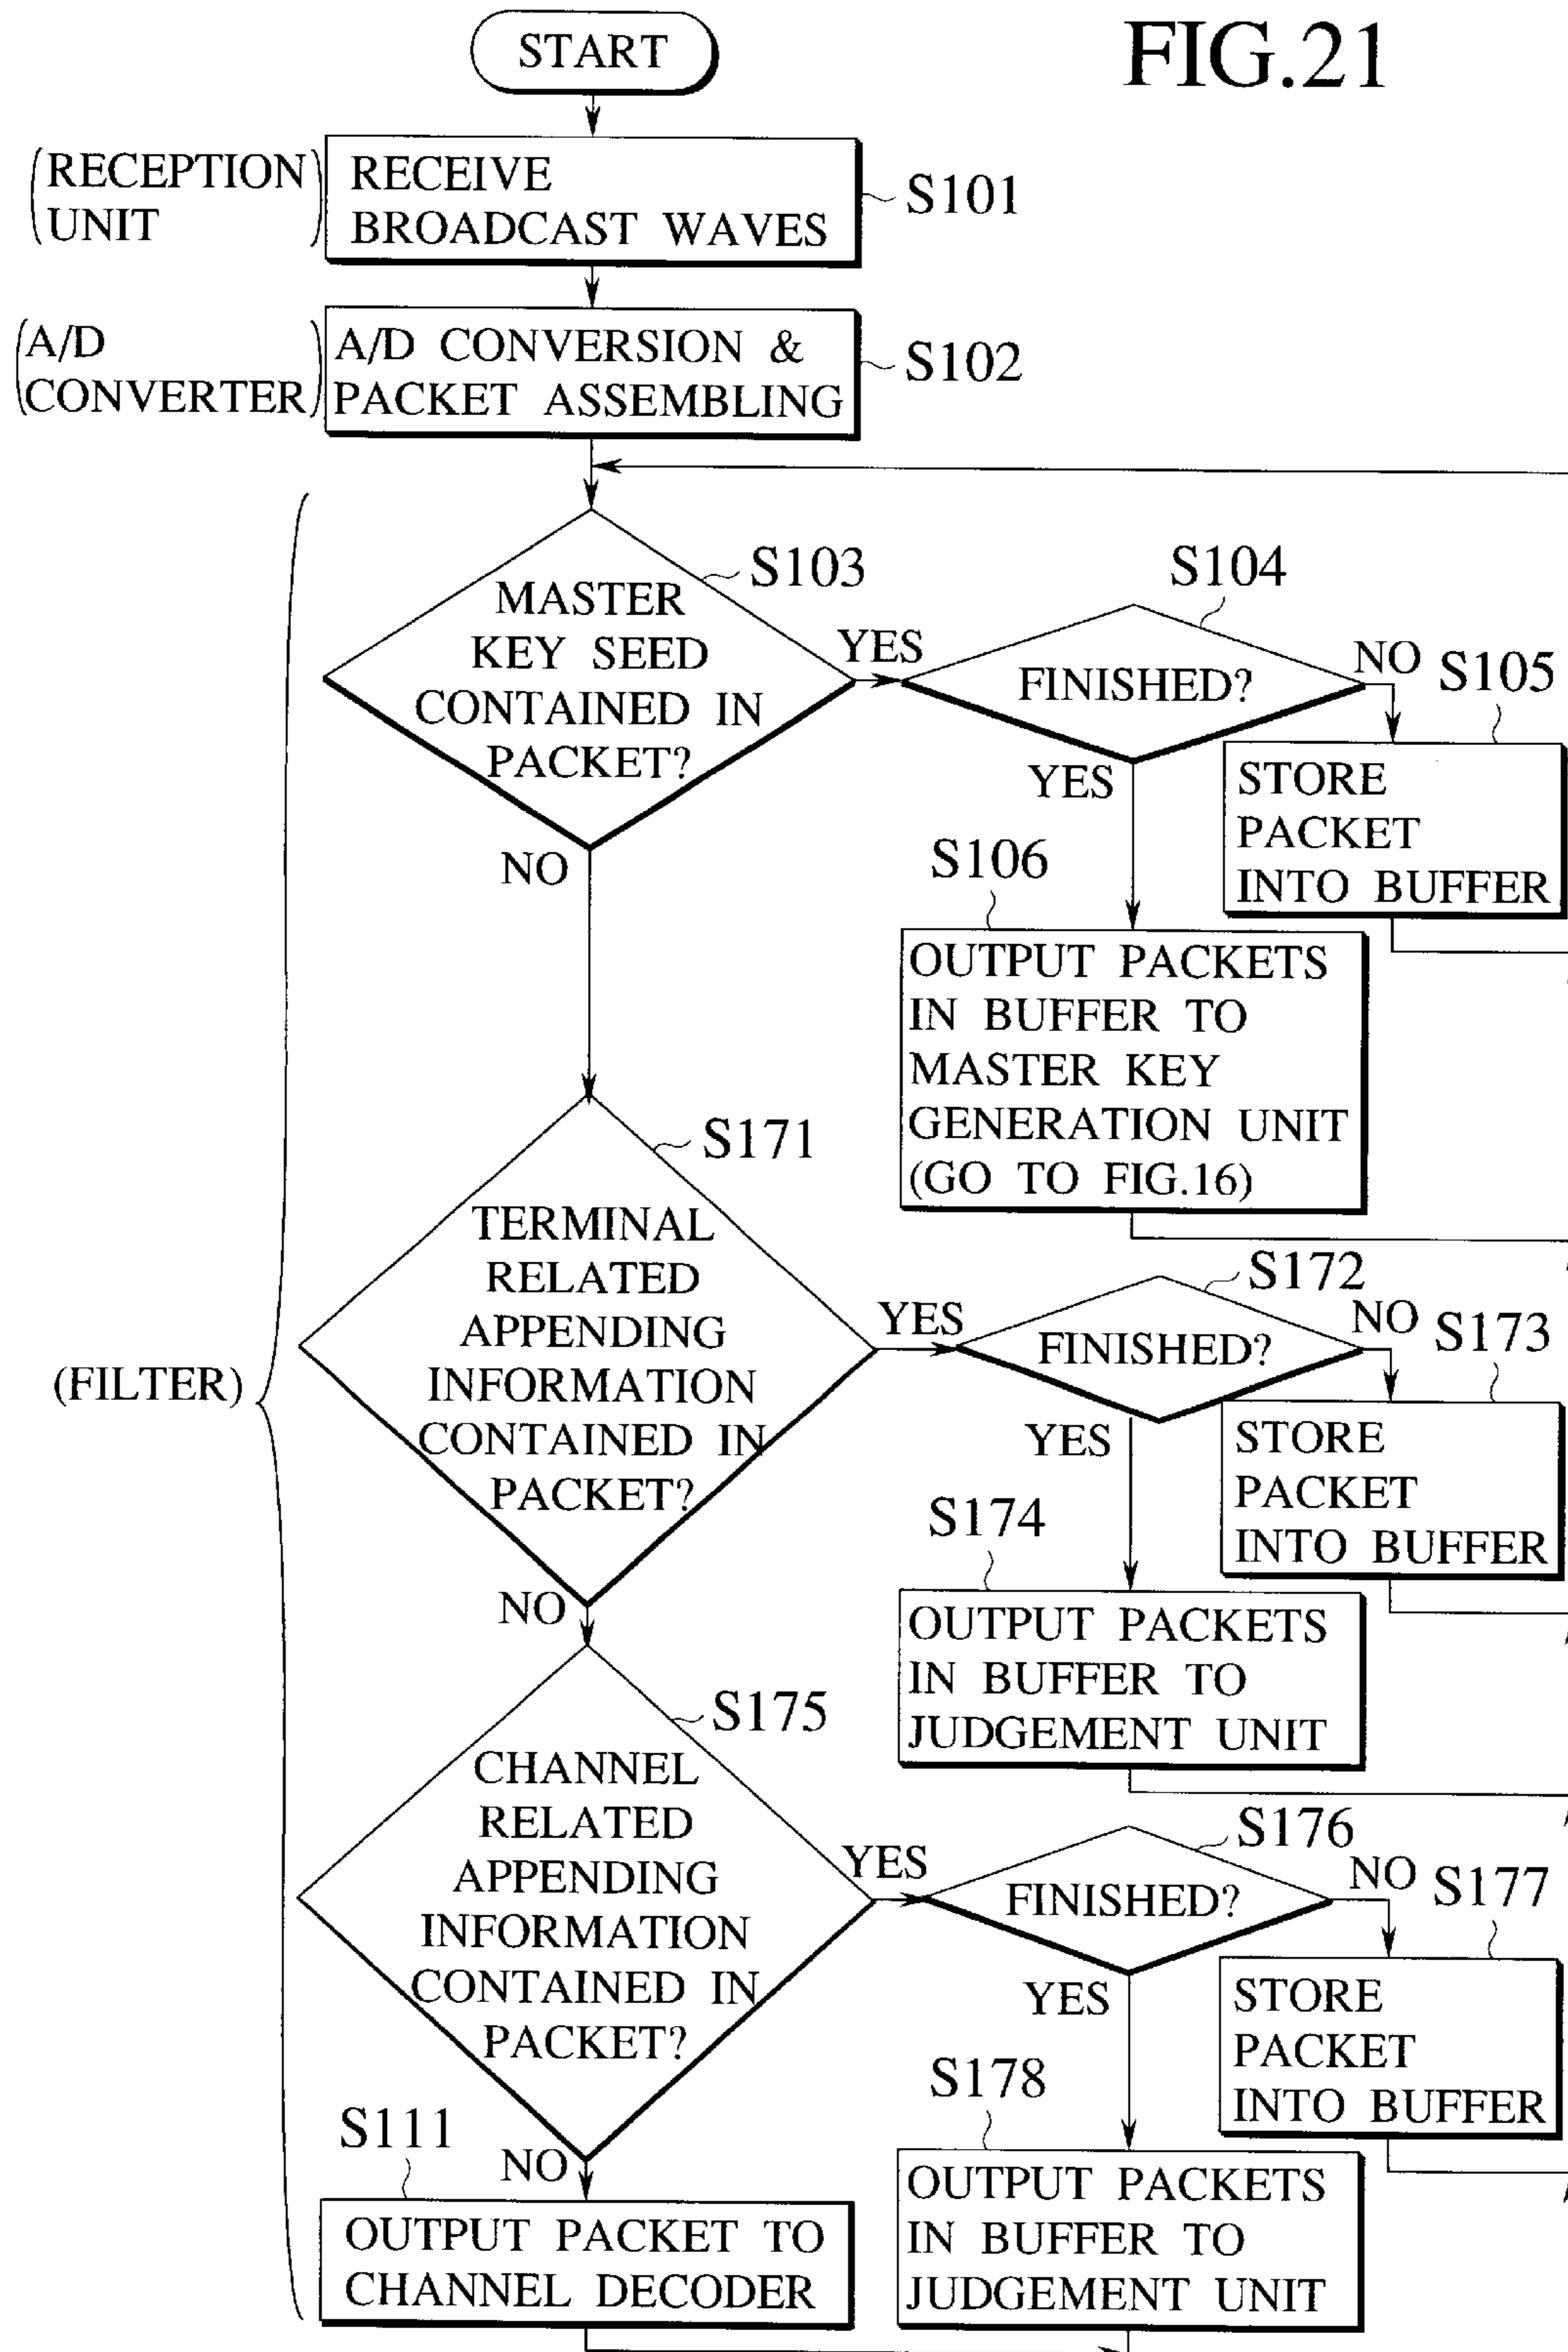 FIG.21
START
(RECEPTION
UNIT)
RECEIVE
BROADCAST WAVES
S101
(A/D
CONVERTER)
A/D CONVERSION &
PACKET ASSEMBLING
S102
(FILTER)
S103
MASTER
KEY SEED
CONTAINED IN
PACKET?
YES
NO
S104
FINISHED?
NO
YES
S105
STORE
PACKET
INTO BUFFER
S106
OUTPUT PACKETS
IN BUFFER TO
MASTER KEY
GENERATION UNIT
(GO TO FIG.16)
S171
TERMINAL
RELATED
APPENDING
INFORMATION
CONTAINED IN
PACKET?
YES
NO
S172
FINISHED?
NO
YES
S173
STORE
PACKET
INTO BUFFER
S174
OUTPUT PACKETS
IN BUFFER TO
JUDGEMENT UNIT
S175
CHANNEL
RELATED
APPENDING
INFORMATION
CONTAINED IN
PACKET?
YES
NO
S176
FINISHED?
NO
YES
S177
STORE
PACKET
INTO BUFFER
S178
OUTPUT PACKETS
IN BUFFER TO
JUDGEMENT UNIT
S111
OUTPUT PACKET TO
CHANNEL DECODER